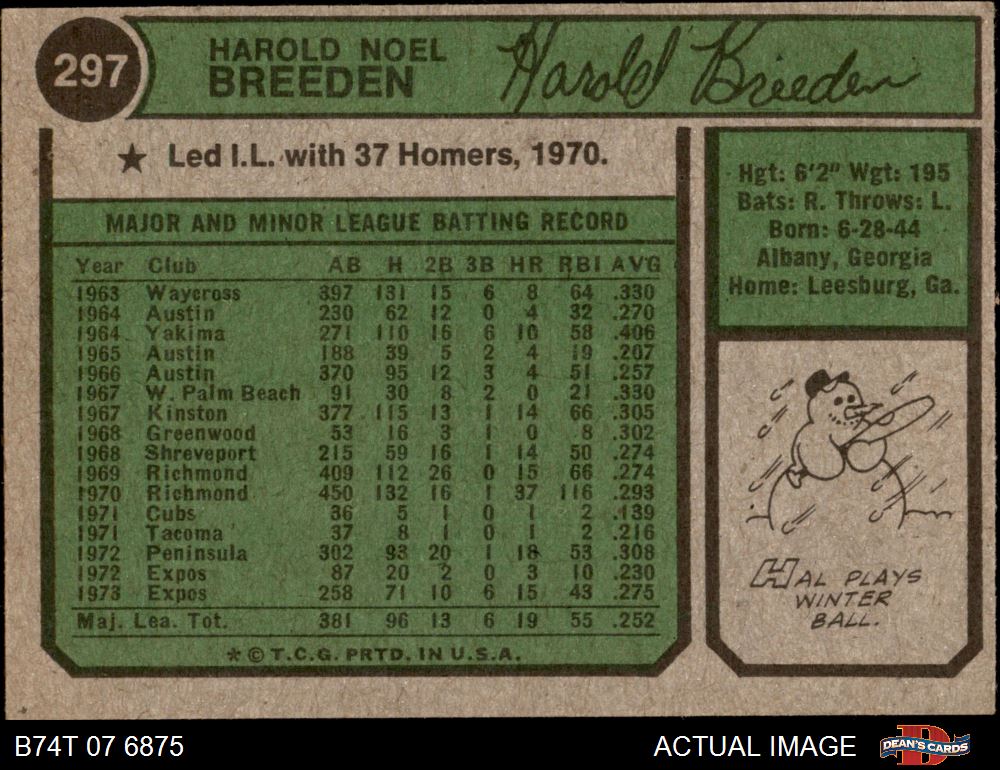 297
HAROLD NOEL
BREEDEN
Harold Breeden
★ Led I.L. with 37 Homers, 1970.
MAJOR AND MINOR LEAGUE BATTING RECORD
Year Club AB H 2B 3B HR RBI AVG
1963 Waycross 397 131 15 6 8 64 .330
1964 Austin 230 62 12 0 4 32 .270
1964 Yakima 271 110 16 6 10 58 .406
1965 Austin 188 39 5 2 4 19 .207
1966 Austin 370 95 12 3 4 51 .257
1967 W. Palm Beach 91 30 8 2 0 21 .330
1967 Kinston 377 115 13 1 14 66 .305
1968 Greenwood 53 16 3 1 0 8 .302
1968 Shreveport 215 59 16 1 14 50 .274
1969 Richmond 409 112 26 0 15 66 .274
1970 Richmond 450 132 16 1 37 116 .293
1971 Cubs 36 5 1 0 1 2 .139
1971 Tacoma 37 8 1 0 1 2 .216
1972 Peninsula 302 93 20 1 18 53 .308
1972 Expos 87 20 2 0 3 10 .230
1973 Expos 258 71 10 6 15 43 .275
Maj. Lea. Tot. 381 96 13 6 19 55 .252
* © T.C.G. PRTD. IN U.S.A.
Hgt: 6'2" Wgt: 195
Bats: R. Throws: L.
Born: 6-28-44
Albany, Georgia
Home: Leesburg, Ga.
HAL PLAYS
WINTER
BALL.
B74T 07 6875
ACTUAL IMAGE
DEAN'S CARDS